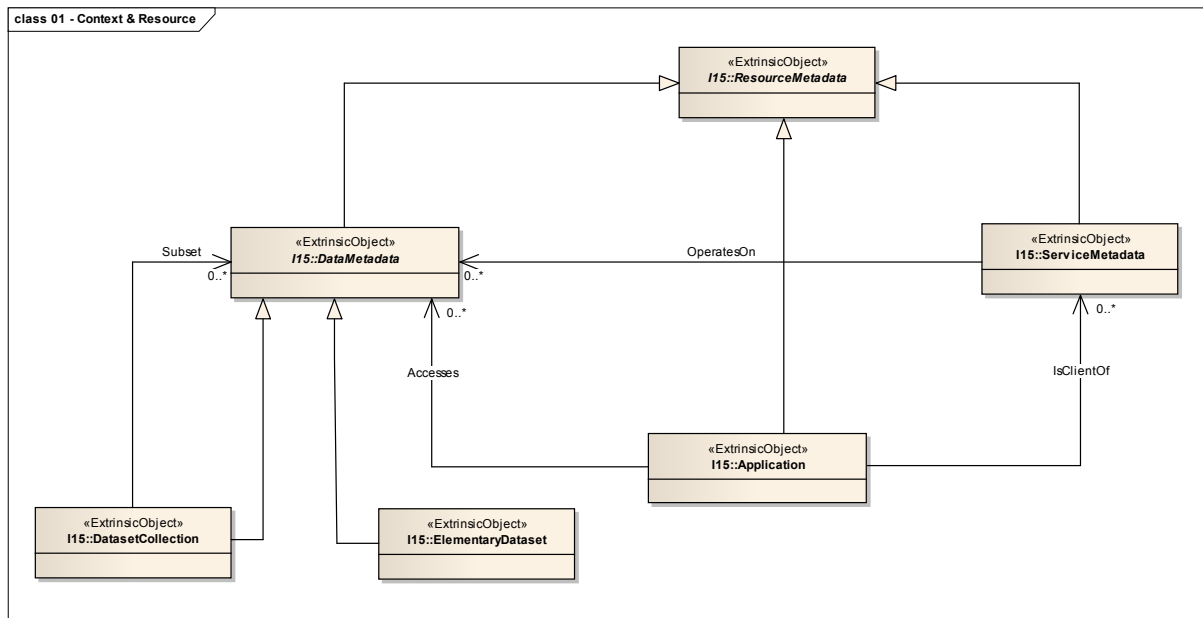 class 01 - Context & Resource
«ExtrinsicObject»
I15::ResourceMetadata
«ExtrinsicObject»
I15::DataMetadata
«ExtrinsicObject»
I15::ServiceMetadata
Subset
0..*
OperatesOn
0..*
0..*
0..*
Accesses
IsClientOf
«ExtrinsicObject»
I15::Application
«ExtrinsicObject»
I15::DatasetCollection
«ExtrinsicObject»
I15::ElementaryDataset